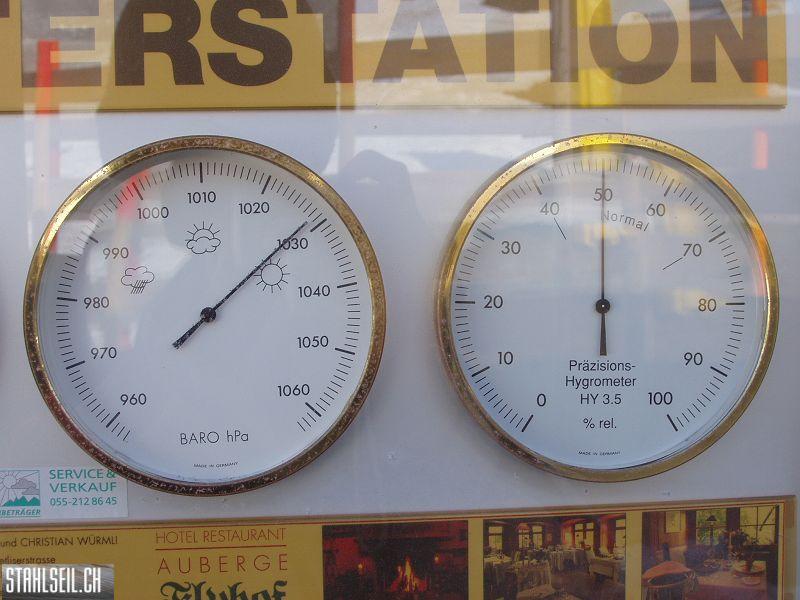 ERSTATION
960
970
980
990
1000
1010
1020
1030
1040
1050
1060
BARO hPa
MADE IN GERMANY
0
10
20
30
40
50
60
70
80
90
100
Normal
Präzisions-
Hygrometer
HY 3.5
% rel.
MADE IN GERMANY
SERVICE &
VERKAUF
055-212 86 45
und CHRISTIAN WÜRMLI
HOTEL RESTAURANT
AUBERGE
STAHLSEIL.CH